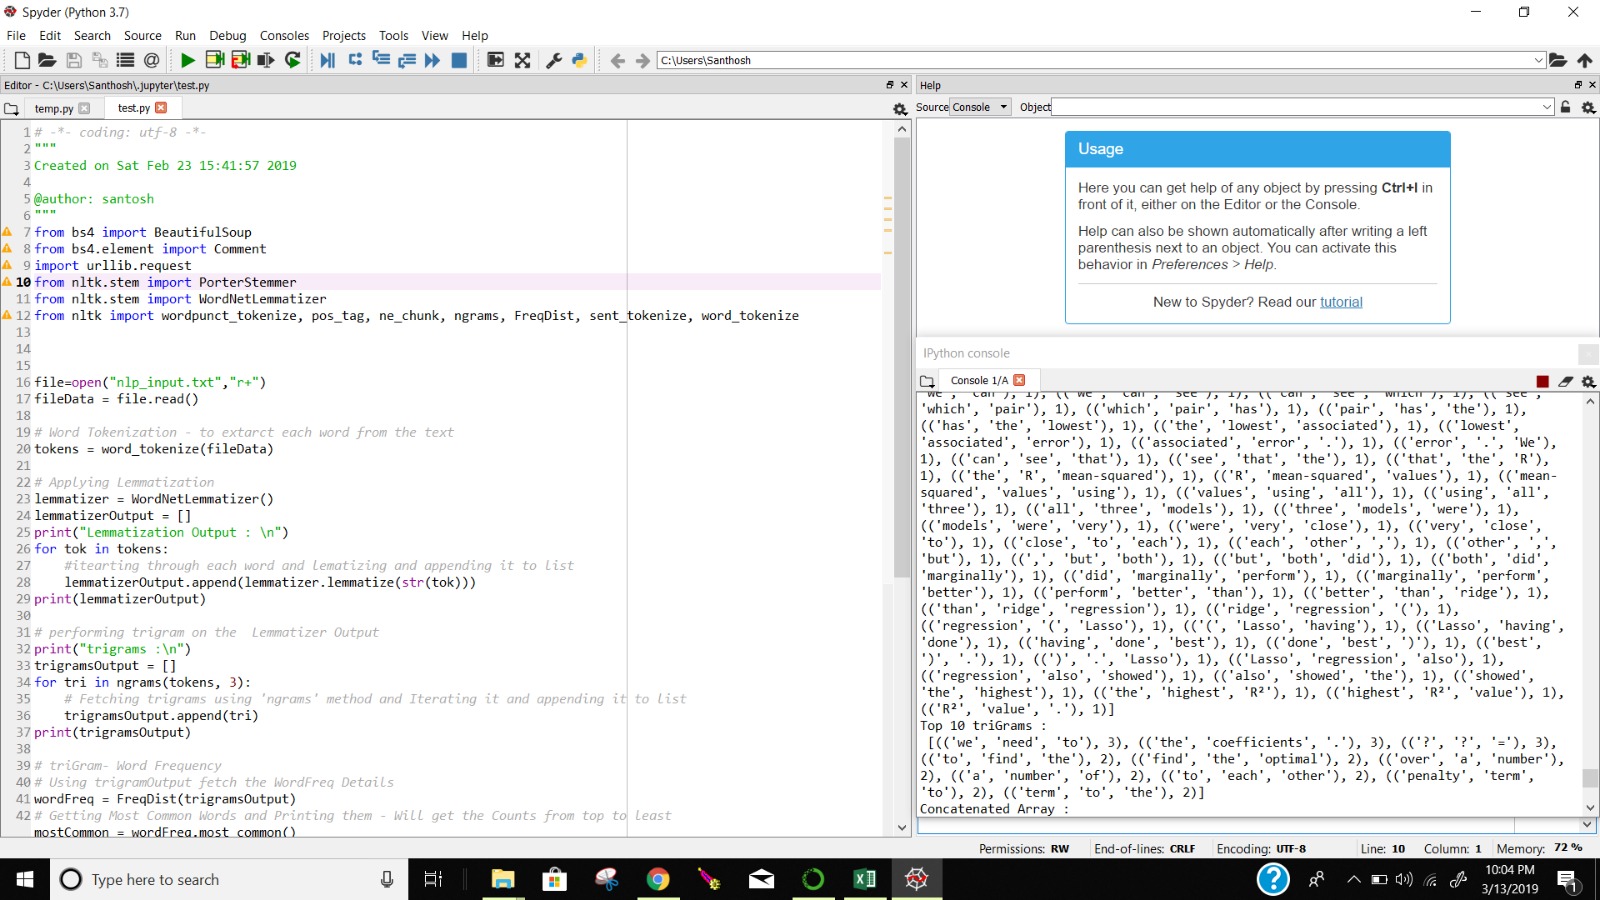 Spyder (Python 3.7)
File Edit Search Source Run Debug Consoles Projects Tools View Help
C:\Users\Santhosh
Editor - C:\Users\Santhosh\.jupyter\test.py
temp.py test.py
1 # -*- coding: utf-8 -*-
2 """
3 Created on Sat Feb 23 15:41:57 2019
4
5 @author: santosh
6 """
7 from bs4 import BeautifulSoup
8 from bs4.element import Comment
9 import urllib.request
10 from nltk.stem import PorterStemmer
11 from nltk.stem import WordNetLemmatizer
12 from nltk import wordpunct_tokenize, pos_tag, ne_chunk, ngrams, FreqDist, sent_tokenize, word_tokenize
13
14
15
16 file=open("nlp_input.txt","r+")
17 fileData = file.read()
18
19 # Word Tokenization - to extarct each word from the text
20 tokens = word_tokenize(fileData)
21
22 # Applying Lemmatization
23 lemmatizer = WordNetLemmatizer()
24 lemmatizerOutput = []
25 print("Lemmatization Output : \n")
26 for tok in tokens:
27     #itearting through each word and lematizing and appending it to list
28     lemmatizerOutput.append(lemmatizer.lemmatize(str(tok)))
29 print(lemmatizerOutput)
30
31 # performing trigram on the  Lemmatizer Output
32 print("trigrams :\n")
33 trigramsOutput = []
34 for tri in ngrams(tokens, 3):
35     # Fetching trigrams using 'ngrams' method and Iterating it and appending it to list
36     trigramsOutput.append(tri)
37 print(trigramsOutput)
38
39 # triGram- Word Frequency
40 # Using trigramOutput fetch the WordFreq Details
41 wordFreq = FreqDist(trigramsOutput)
42 # Getting Most Common Words and Printing them - Will get the Counts from top to least
mostCommon = wordFreq.most_common()
Help
Source Console Object
Usage
Here you can get help of any object by pressing Ctrl+I in
front of it, either on the Editor or the Console.
Help can also be shown automatically after writing a left
parenthesis next to an object. You can activate this
behavior in Preferences > Help.
New to Spyder? Read our tutorial
IPython console
Console 1/A
'we', 'can'), 1), (('we', 'can', 'see'), 1), (('can', 'see', 'which'), 1), (('see',
'which', 'pair'), 1), (('which', 'pair', 'has'), 1), (('pair', 'has', 'the'), 1),
(('has', 'the', 'lowest'), 1), (('the', 'lowest', 'associated'), 1), (('lowest',
'associated', 'error'), 1), (('associated', 'error', '.'), 1), (('error', '.', 'We'),
1), (('can', 'see', 'that'), 1), (('see', 'that', 'the'), 1), (('that', 'the', 'R'),
1), (('the', 'R', 'mean-squared'), 1), (('R', 'mean-squared', 'values'), 1), (('mean-
squared', 'values', 'using'), 1), (('values', 'using', 'all'), 1), (('using', 'all',
'three'), 1), (('all', 'three', 'models'), 1), (('three', 'models', 'were'), 1),
(('models', 'were', 'very'), 1), (('were', 'very', 'close'), 1), (('very', 'close',
'to'), 1), (('close', 'to', 'each'), 1), (('each', 'other', ','), 1), (('other', ',',
'but'), 1), ((',', 'but', 'both'), 1), (('but', 'both', 'did'), 1), (('both', 'did',
'marginally'), 1), (('did', 'marginally', 'perform'), 1), (('marginally', 'perform',
'better'), 1), (('perform', 'better', 'than'), 1), (('better', 'than', 'ridge'), 1),
(('than', 'ridge', 'regression'), 1), (('ridge', 'regression', '('), 1),
(('regression', '(', 'Lasso'), 1), (('(', 'Lasso', 'having'), 1), (('Lasso', 'having',
'done'), 1), (('having', 'done', 'best'), 1), (('done', 'best', ')'), 1), (('best',
')', '.'), 1), ((')', '.', 'Lasso'), 1), (('Lasso', 'regression', 'also'), 1),
(('regression', 'also', 'showed'), 1), (('also', 'showed', 'the'), 1), (('showed',
'the', 'highest'), 1), (('the', 'highest', 'R²'), 1), (('highest', 'R²', 'value'), 1),
(('R²', 'value', '.'), 1)]
Top 10 triGrams :
[(('we', 'need', 'to'), 3), (('the', 'coefficients', '.'), 3), (('?', '?', '='), 3),
(('to', 'find', 'the'), 2), (('find', 'the', 'optimal'), 2), (('over', 'a', 'number'),
2), (('a', 'number', 'of'), 2), (('to', 'each', 'other'), 2), (('penalty', 'term',
'to'), 2), (('term', 'to', 'the'), 2)]
Concatenated Array :
Permissions: RW End-of-lines: CRLF Encoding: UTF-8 Line: 10 Column: 1 Memory: 72 %
Type here to search
10:04 PM
3/13/2019
1